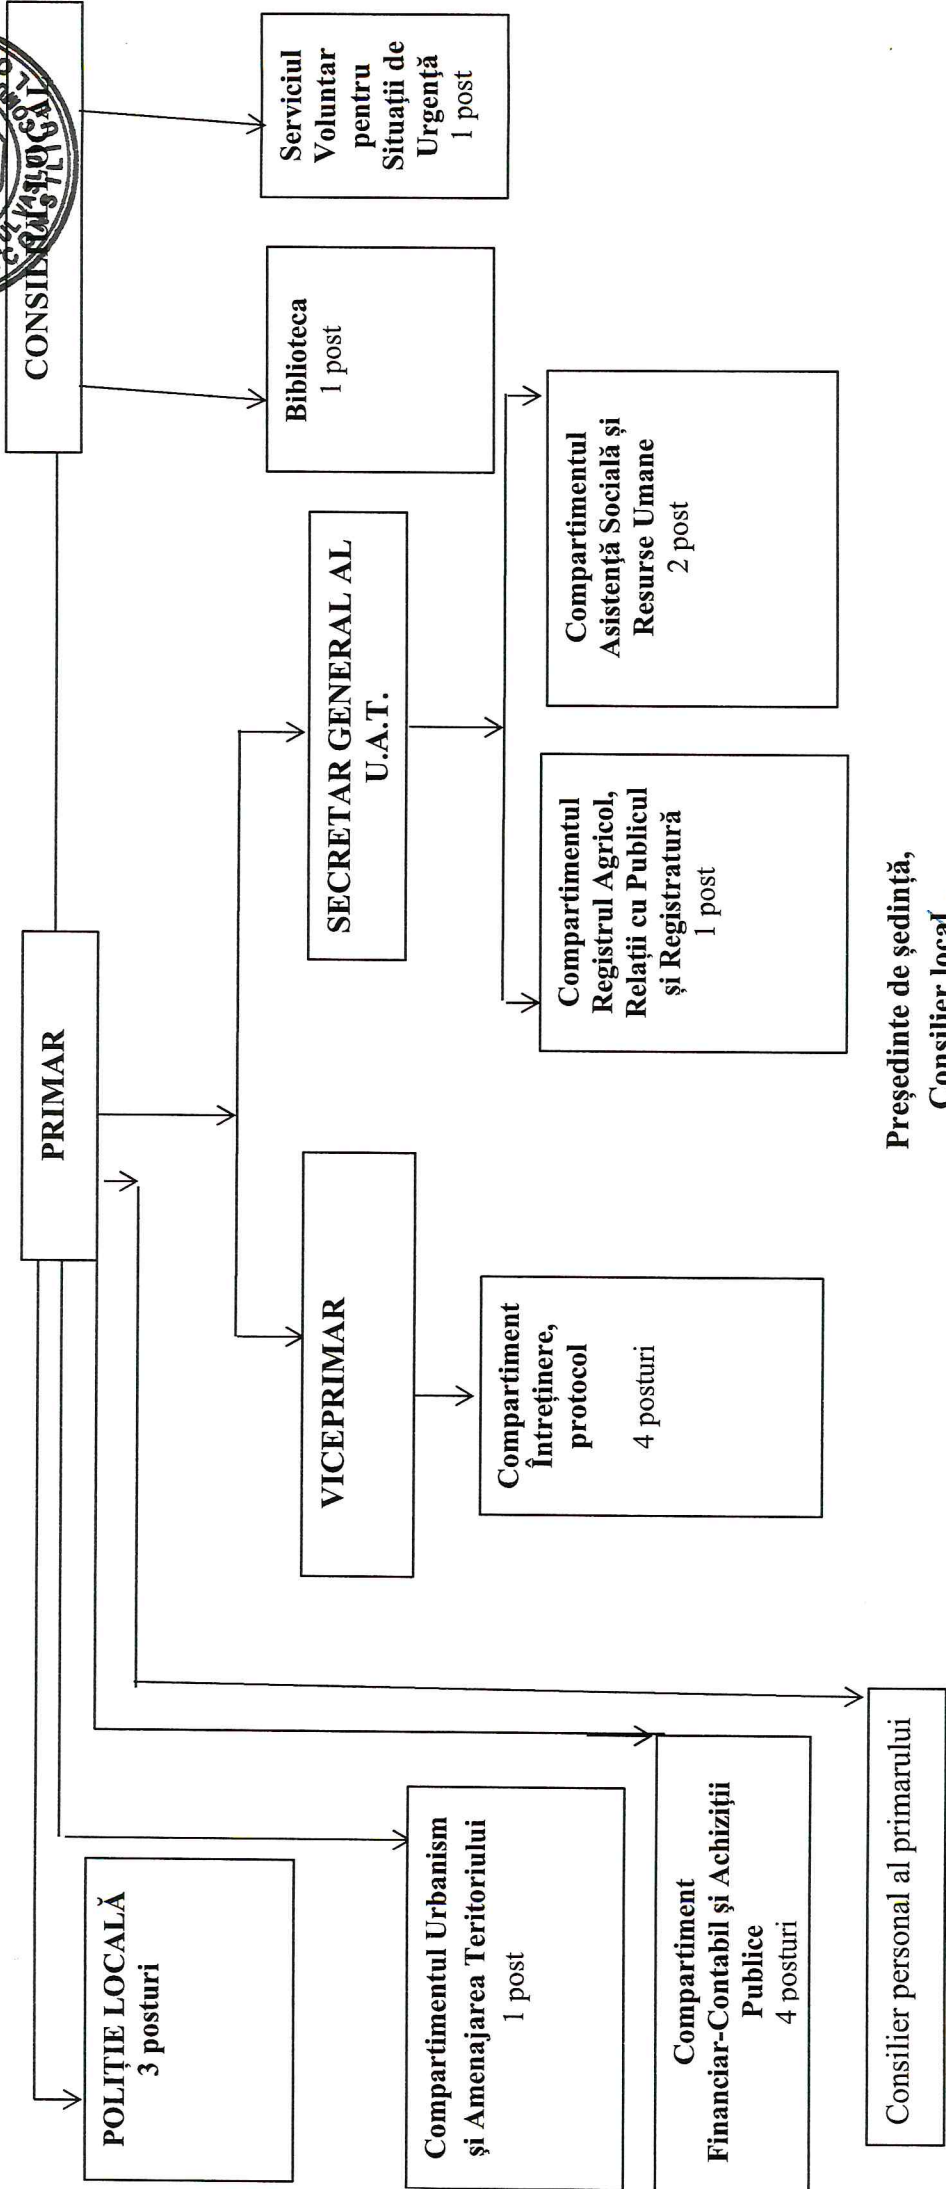 PRIMAR
CONSILIUL LOCAL
POLIȚIE LOCALĂ
3 posturi
VICEPRIMAR
SECRETAR GENERAL AL
U.A.T.
Biblioteca
1 post
Serviciul
Voluntar
pentru
Situații de
Urgență
1 post
Compartimentul Urbanism
și Amenajarea Teritoriului
1 post
Compartiment
Întreținere,
protocol
4 posturi
Compartimentul
Registrul Agricol,
Relații cu Publicul
și Registratură
1 post
Compartimentul
Asistență Socială și
Resurse Umane
2 post
Compartiment
Financiar-Contabil și Achiziții
Publice
4 posturi
Consilier personal al primarului
Președinte de ședință,
Consilier local